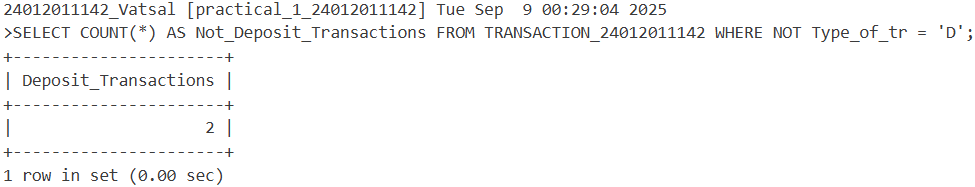 24012011142_Vatsal [practical_1_24012011142] Tue Sep  9 00:29:04 2025
>SELECT COUNT(*) AS Not_Deposit_Transactions FROM TRANSACTION_24012011142 WHERE NOT Type_of_tr = 'D';
+----------------------+
| Deposit_Transactions |
+----------------------+
|                    2 |
+----------------------+
1 row in set (0.00 sec)